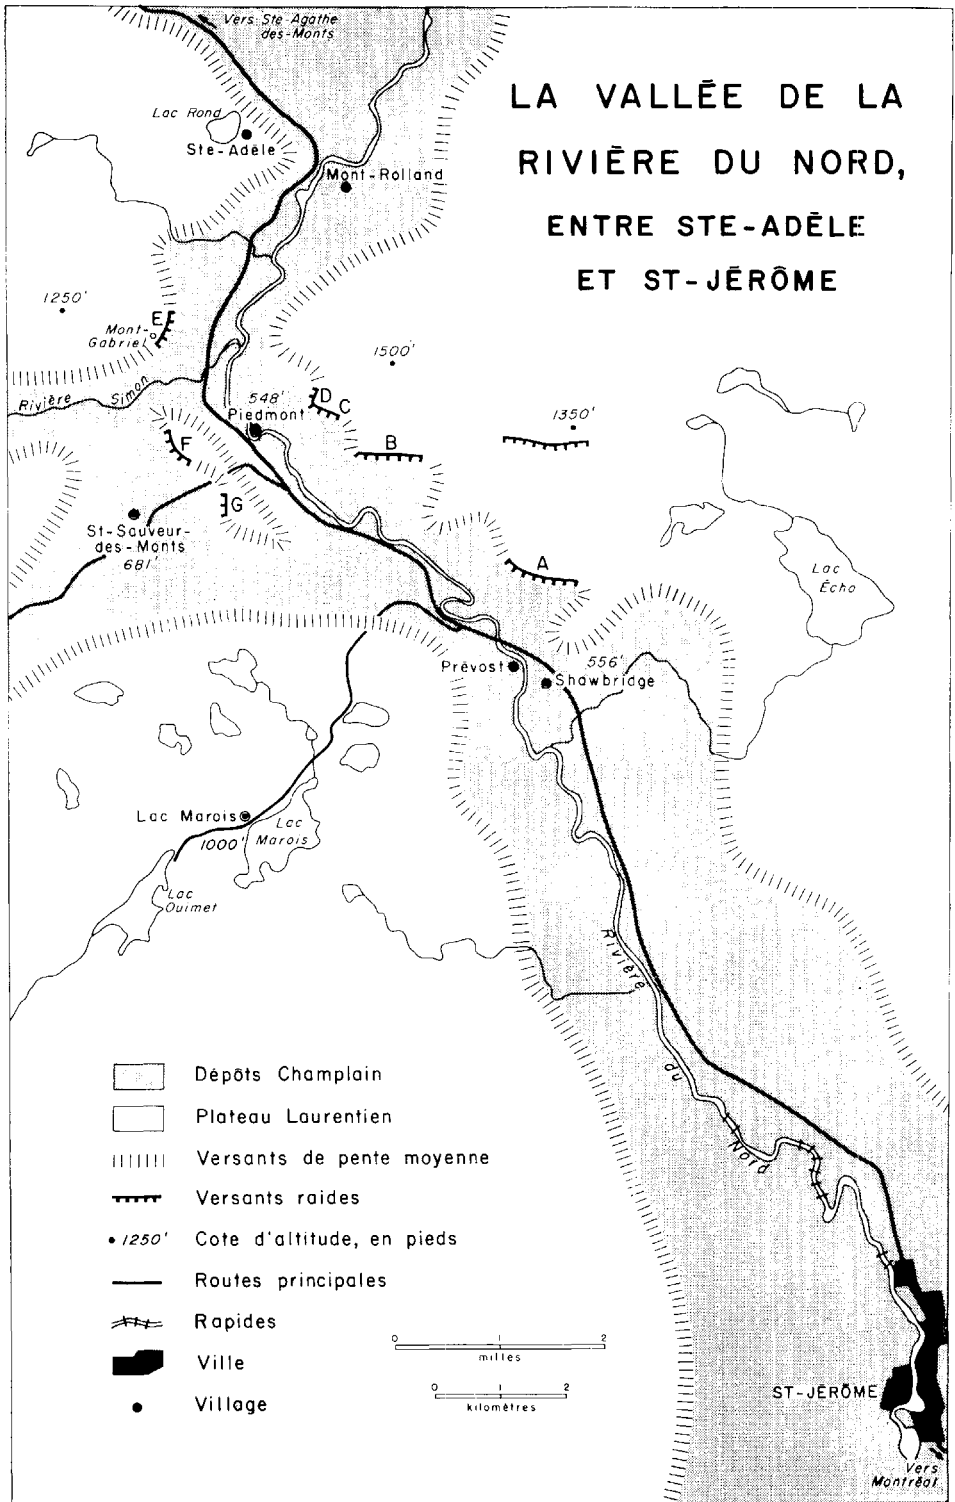 Vers Ste-Agathe
des-Monts
LA VALLÉE DE LA
RIVIÈRE DU NORD,
ENTRE STE-ADÈLE
ET ST-JÉRÔME
Lac Rond
Ste-Adèle
Mont-Rolland
1250'
E
Mont-
Gabriel
1500'
Rivière Simon
548'
Piedmont
D
C
1350'
B
F
G
St-Sauveur-
des-Monts
681'
A
Lac
Écho
Prévost
556'
Shawbridge
Lac Marois
1000'
Lac
Marois
Lac
Ouimet
Rivière
du
Nord
Dépôts Champlain
Plateau Laurentien
Versants de pente moyenne
Versants raides
1250' Cote d'altitude, en pieds
Routes principales
Rapides
Ville
Village
0 1 2
milles
0 1 2
kilomètres
ST-JÉRÔME
Vers
Montréal